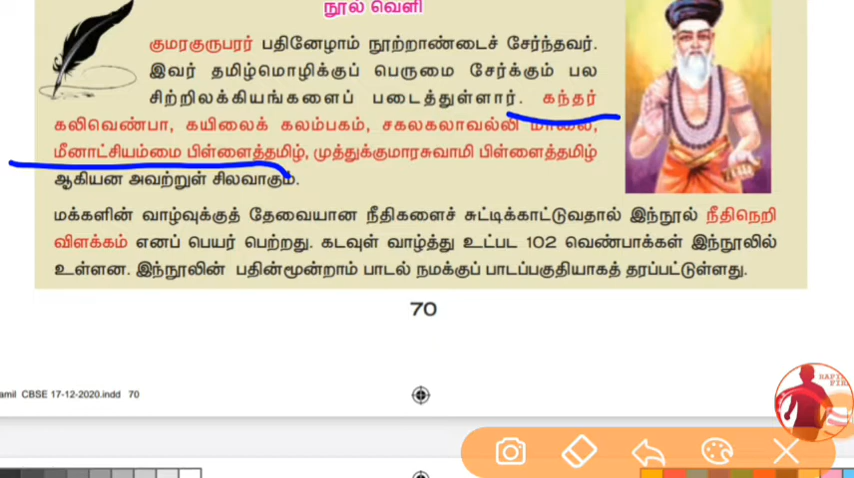 நூல் வெளி
குமரகுருபரர் பதினேழாம் நூற்றாண்டைச் சேர்ந்தவர்.
இவர் தமிழ்மொழிக்குப் பெருமை சேர்க்கும் பல
சிற்றிலக்கியங்களைப் படைத்துள்ளார். கந்தர்
கலிவெண்பா, கயிலைக் கலம்பகம், சகலகலாவல்லி மாலை,
மீனாட்சியம்மை பிள்ளைத்தமிழ், முத்துக்குமாரசுவாமி பிள்ளைத்தமிழ்
ஆகியன அவற்றுள் சிலவாகும்.
மக்களின் வாழ்வுக்குத் தேவையான நீதிகளைச் சுட்டிக்காட்டுவதால் இந்நூல் நீதிநெறி
விளக்கம் எனப் பெயர் பெற்றது. கடவுள் வாழ்த்து உட்பட 102 வெண்பாக்கள் இந்நூலில்
உள்ளன. இந்நூலின் பதின்மூன்றாம் பாடல் நமக்குப் பாடப்பகுதியாகத் தரப்பட்டுள்ளது.
70
amil CBSE 17-12-2020.indd 70